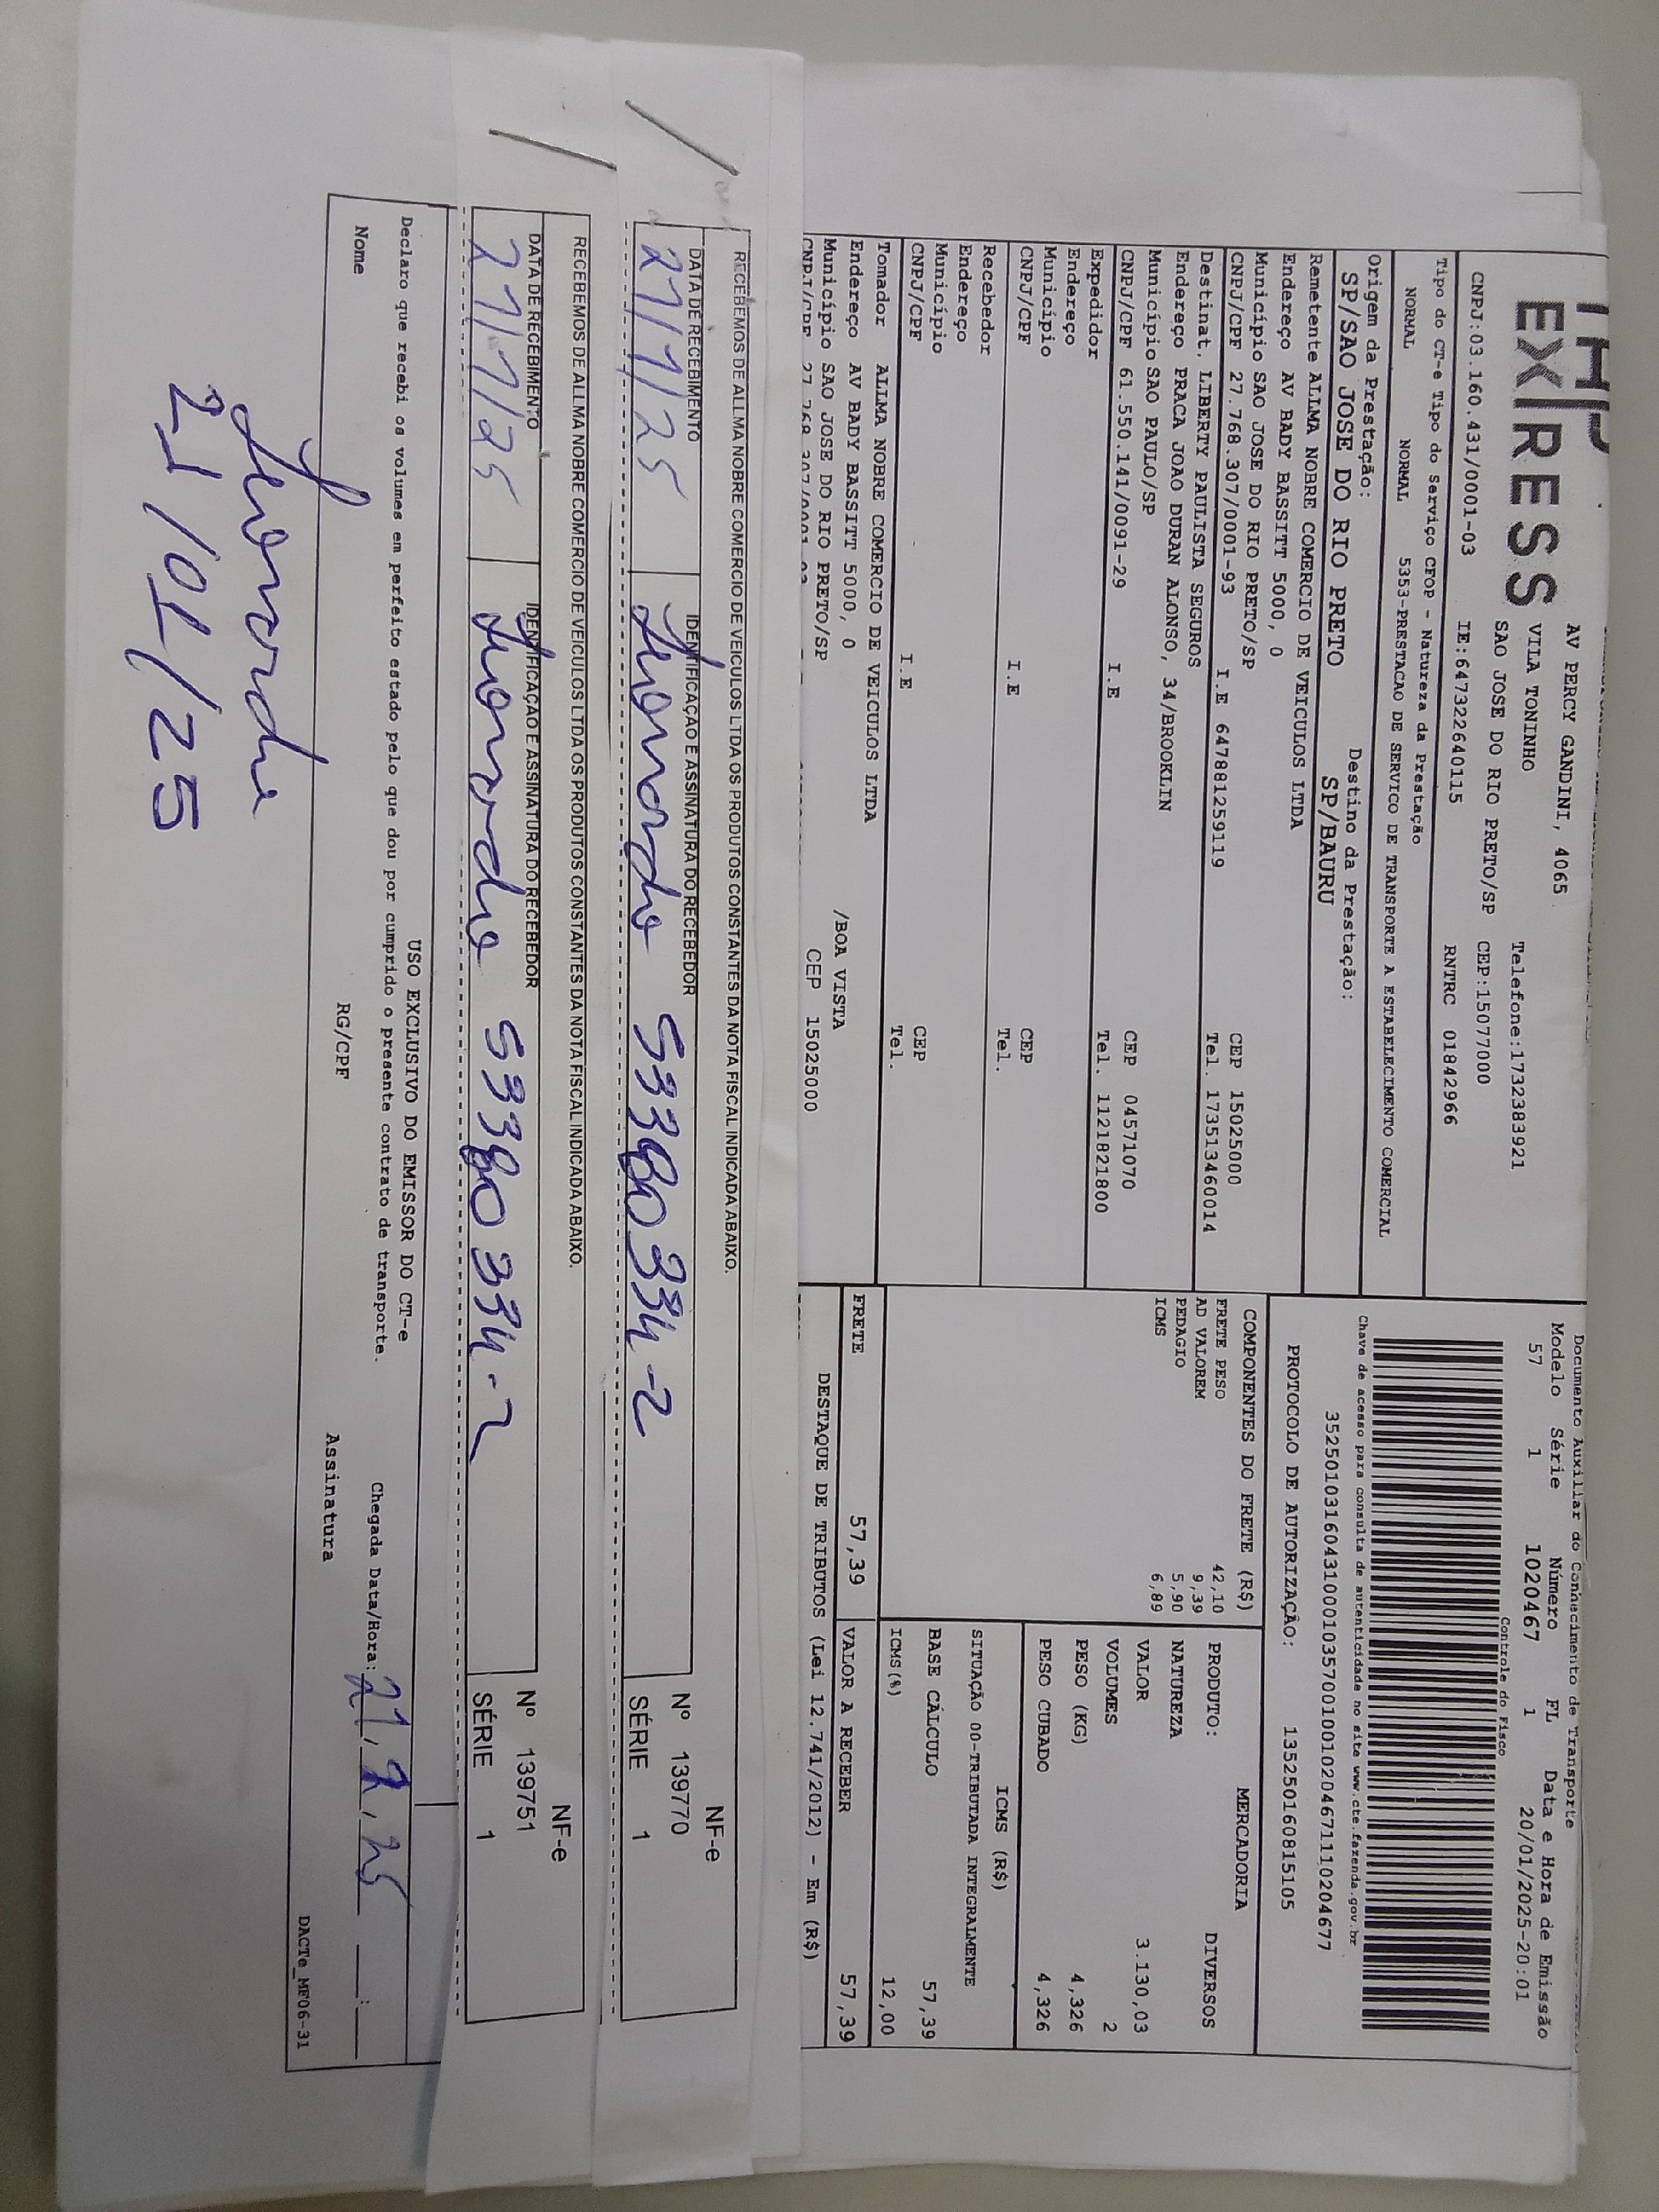 EXPRESS
AV PERCY GANDINI, 4065
VILA TONINHO Telefone:1732383921
SAO JOSE DO RIO PRETO/SP CEP:15077000
CNPJ:03.160.431/0001-03 IE:647322640115 RNTRC 01842966
Documento Auxiliar do Conhecimento de Transporte
Modelo Série Número FL Data e Hora de Emissão
57 1 1020467 1 20/01/2025-20:01
Controle do Fisco
Chave de acesso para consulta de autenticidade no site www.cte.fazenda.gov.br
35250103160431000103570010010204671110204677
PROTOCOLO DE AUTORIZAÇÃO: 135250160815105
Tipo do CT-e Tipo do Serviço CFOP - Natureza da Prestação
NORMAL NORMAL 5353-PRESTACAO DE SERVICO DE TRANSPORTE A ESTABELECIMENTO COMERCIAL
Origem da Prestação: Destino da Prestação:
SP/SAO JOSE DO RIO PRETO SP/BAURU
Remetente ALLMA NOBRE COMERCIO DE VEICULOS LTDA
Endereço AV BADY BASSITT 5000, 0
Município SAO JOSE DO RIO PRETO/SP CEP 15025000
CNPJ/CPF 27.768.307/0001-93 I.E 647881259119 Tel. 173513460014
Destinat. LIBERTY PAULISTA SEGUROS
Endereço PRACA JOAO DURAN ALONSO, 34/BROOKLIN
Município SAO PAULO/SP CEP 04571070
CNPJ/CPF 61.550.141/0091-29 I.E Tel. 1121821800
Expedidor
Endereço
Município CEP
CNPJ/CPF I.E Tel.
Recebedor
Endereço
Município CEP
CNPJ/CPF I.E Tel.
Tomador ALLMA NOBRE COMERCIO DE VEICULOS LTDA
Endereço AV BADY BASSITT 5000, 0 /BOA VISTA
Município SAO JOSE DO RIO PRETO/SP CEP 15025000
COMPONENTES DO FRETE (R$)
FRETE PESO 42,10
AD VALOREM 9,39
PEDAGIO 5,90
ICMS 6,89
MERCADORIA
PRODUTO: DIVERSOS
NATUREZA
VALOR 3.130,03
VOLUMES 2
PESO (KG) 4,326
PESO CUBADO 4,326
ICMS (R$)
SITUAÇÃO 00-TRIBUTADA INTEGRALMENTE
BASE CÁLCULO 57,39
ICMS(%) 12,00
FRETE 57,39 VALOR A RECEBER 57,39
DESTAQUE DE TRIBUTOS (Lei 12.741/2012) - Em (R$)
RECEBEMOS DE ALLMA NOBRE COMERCIO DE VEICULOS LTDA OS PRODUTOS CONSTANTES DA NOTA FISCAL INDICADA ABAIXO.
NF-e
DATA DE RECEBIMENTO IDENTIFICAÇÃO E ASSINATURA DO RECEBEDOR
21/1/25 53380334-2
Nº 139770
SÉRIE 1
RECEBEMOS DE ALLMA NOBRE COMERCIO DE VEICULOS LTDA OS PRODUTOS CONSTANTES DA NOTA FISCAL INDICADA ABAIXO.
NF-e
DATA DE RECEBIMENTO IDENTIFICAÇÃO E ASSINATURA DO RECEBEDOR
21/1/25 53380334-2
Nº 139751
SÉRIE 1
USO EXCLUSIVO DO EMISSOR DO CT-e
Declaro que recebi os volumes em perfeito estado pelo que dou por cumprido o presente contrato de transporte. Chegada Data/Hora: 21,1,25
Nome RG/CPF Assinatura
DACTe_MF06-31
21/01/25